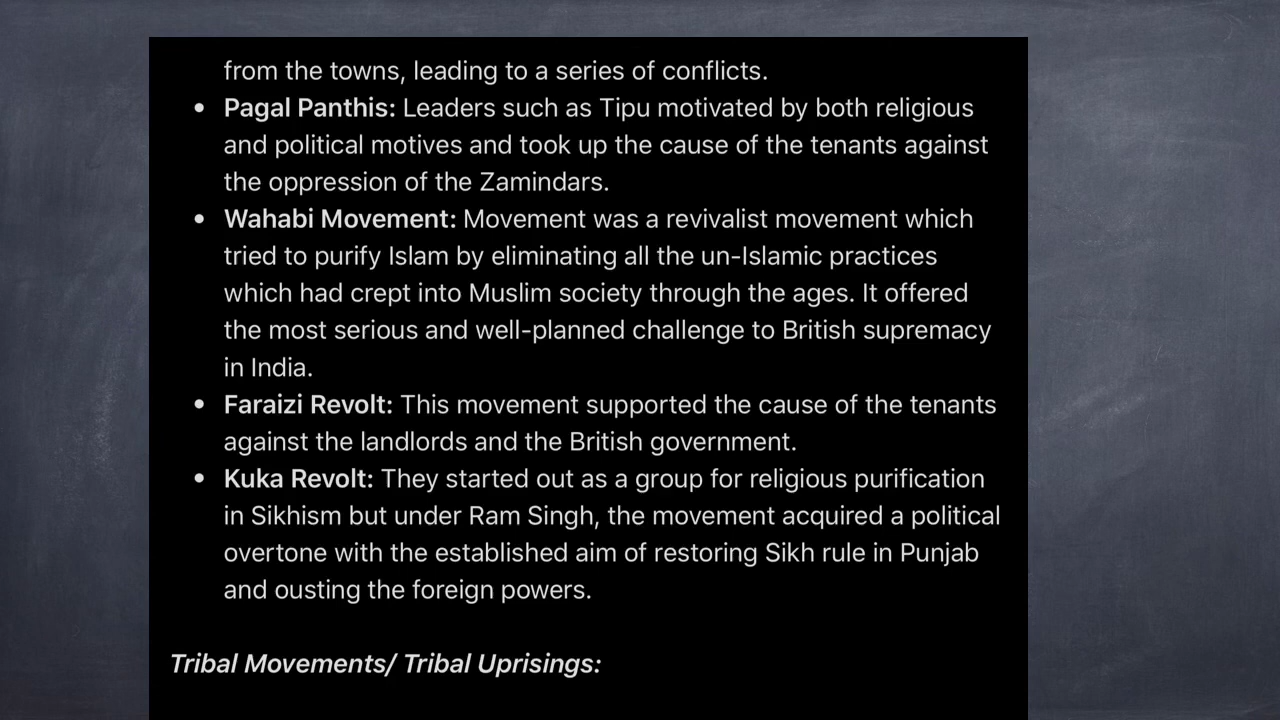 from the towns, leading to a series of conflicts.
• Pagal Panthis: Leaders such as Tipu motivated by both religious
and political motives and took up the cause of the tenants against
the oppression of the Zamindars.
• Wahabi Movement: Movement was a revivalist movement which
tried to purify Islam by eliminating all the un-Islamic practices
which had crept into Muslim society through the ages. It offered
the most serious and well-planned challenge to British supremacy
in India.
• Faraizi Revolt: This movement supported the cause of the tenants
against the landlords and the British government.
• Kuka Revolt: They started out as a group for religious purification
in Sikhism but under Ram Singh, the movement acquired a political
overtone with the established aim of restoring Sikh rule in Punjab
and ousting the foreign powers.
Tribal Movements/ Tribal Uprisings: